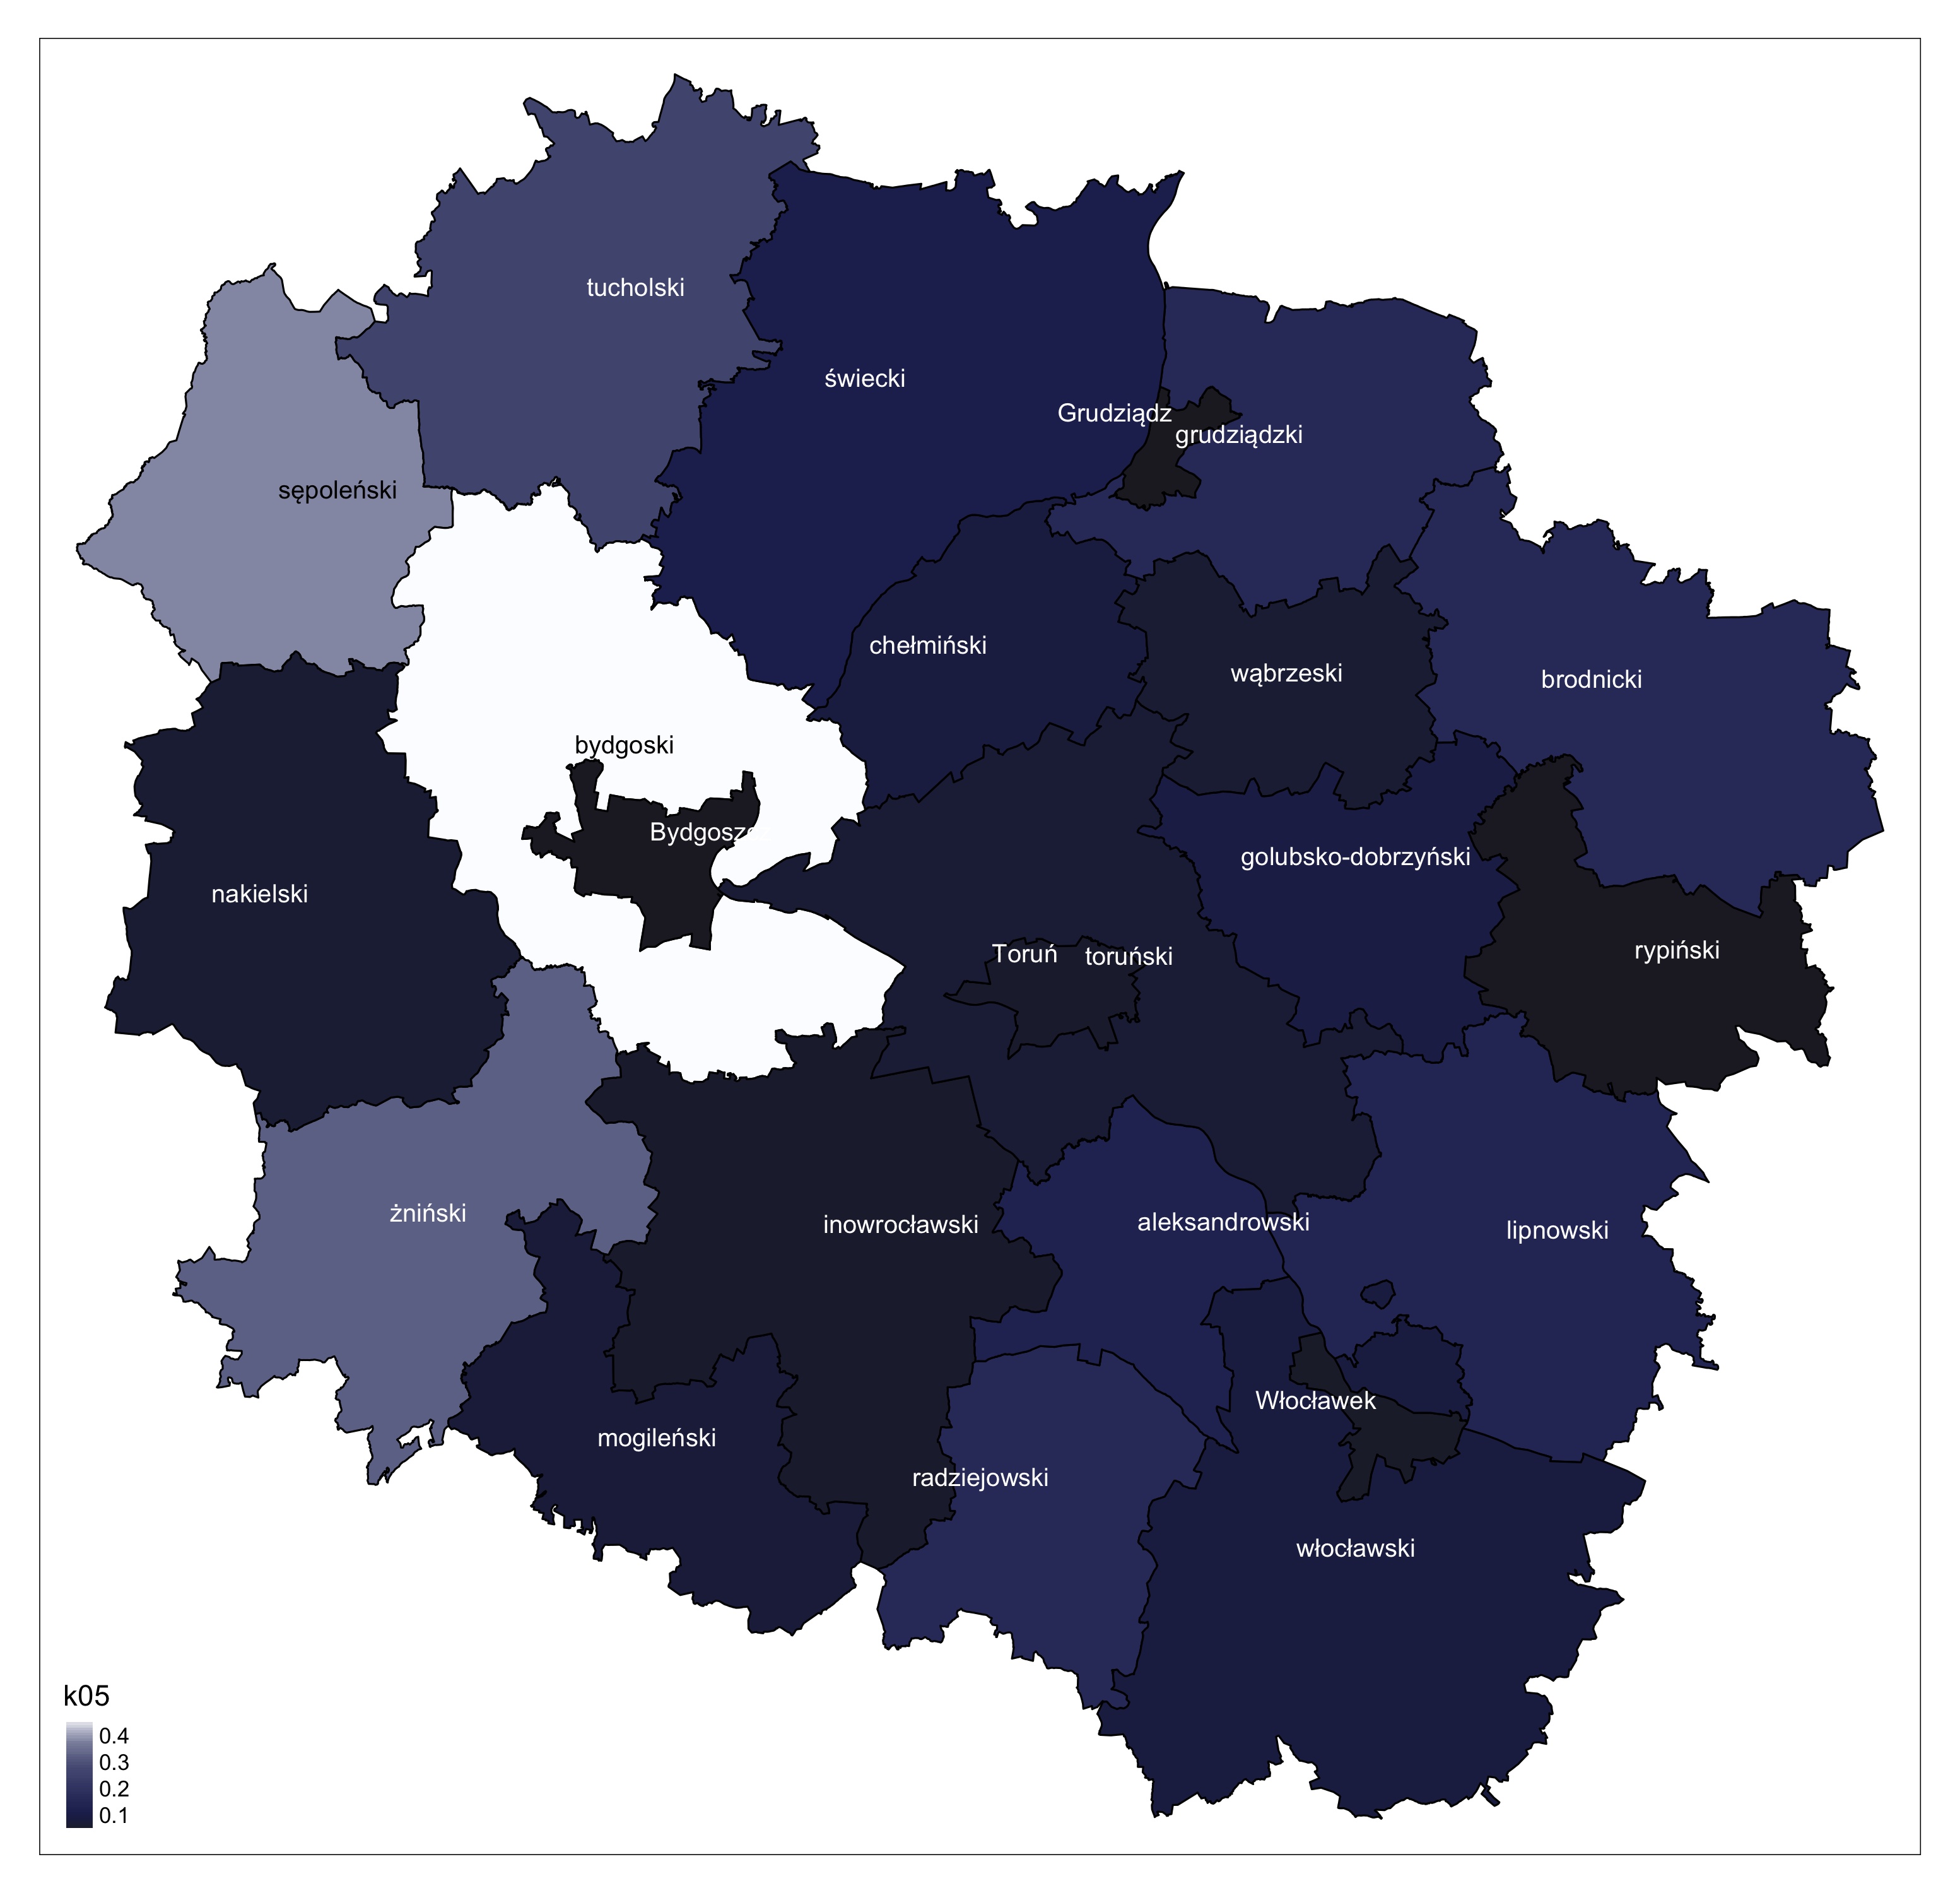 tucholski
świecki
Grudziądz
grudziądzki
sępoleński
chełmiński
wąbrzeski
brodnicki
bydgoski
Bydgoszc
golubsko-dobrzyński
nakielski
Toruń
toruński
rypiński
żniński
inowrocławski
aleksandrowski
lipnowski
Włocławek
mogileński
radziejowski
włocławski
k05
0.4
0.3
0.2
0.1